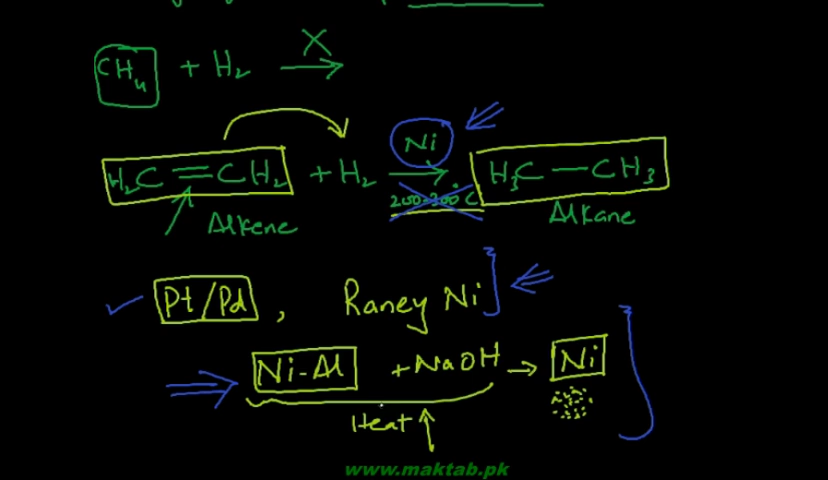 CH4 + H2 X→
H2C=CH2 + H2 Ni → H3C—CH3
200-300°C
Alkene Alkane
✓ Pt/Pd, Raney Ni
Ni-Al + NaOH → Ni
Heat ↑
www.maktab.pk